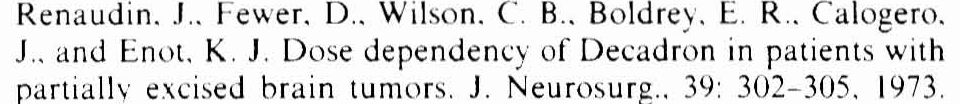 Renaudin, J., Fewer, D., Wilson, C. B., Boldrey, E. R., Calogero,
J., and Enot, K. J. Dose dependency of Decadron in patients with
partially excised brain tumors. J. Neurosurg., 39: 302-305, 1973.